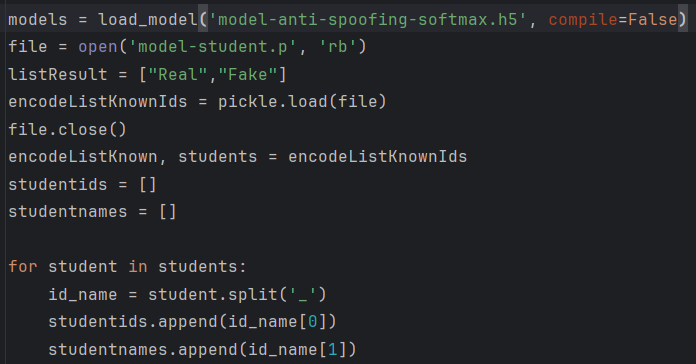 models = load_model('model-anti-spoofing-softmax.h5', compile=False)
file = open('model-student.p', 'rb')
listResult = ["Real","Fake"]
encodeListKnownIds = pickle.load(file)
file.close()
encodeListKnown, students = encodeListKnownIds
studentids = []
studentnames = []

for student in students:
    id_name = student.split('_')
    studentids.append(id_name[0])
    studentnames.append(id_name[1])